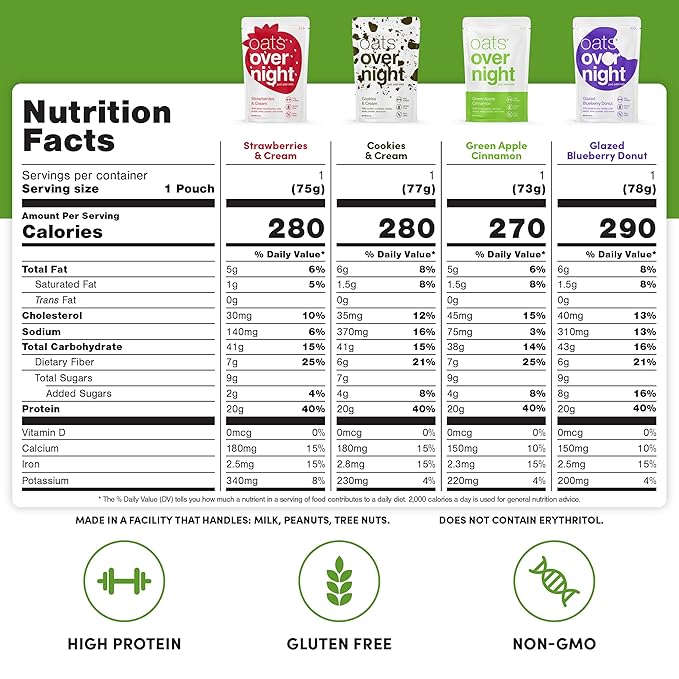 oats
over
night
Strawberries
& Cream
oats
over
night
Cookies
& Cream
oats
over
night
Green Apple
Cinnamon
oats
over
night
Glazed
Blueberry Donut
Nutrition
Facts
Strawberries
& Cream
Cookies
& Cream
Green Apple
Cinnamon
Glazed
Blueberry Donut
Servings per container 1 1 1 1
Serving size 1 Pouch (75g) (77g) (73g) (78g)
Amount Per Serving
Calories 280 280 270 290
% Daily Value* % Daily Value* % Daily Value* % Daily Value*
Total Fat 5g 6% 6g 8% 5g 6% 6g 8%
Saturated Fat 1g 5% 1.5g 8% 1.5g 8% 1.5g 8%
Trans Fat 0g 0g 0g 0g
Cholesterol 30mg 10% 35mg 12% 45mg 15% 40mg 13%
Sodium 140mg 6% 370mg 16% 75mg 3% 310mg 13%
Total Carbohydrate 41g 15% 41g 15% 38g 14% 43g 16%
Dietary Fiber 7g 25% 6g 21% 7g 25% 6g 21%
Total Sugars 9g 7g 9g 9g
Added Sugars 2g 4% 4g 8% 4g 8% 8g 16%
Protein 20g 40% 20g 40% 20g 40% 20g 40%
Vitamin D 0mcg 0% 0mcg 0% 0mcg 0% 0mcg 0%
Calcium 180mg 15% 180mg 15% 150mg 10% 150mg 10%
Iron 2.5mg 15% 2.8mg 15% 2.3mg 15% 2.5mg 15%
Potassium 340mg 8% 230mg 4% 220mg 4% 200mg 4%
* The % Daily Value (DV) tells you how much a nutrient in a serving of food contributes to a daily diet. 2,000 calories a day is used for general nutrition advice.
MADE IN A FACILITY THAT HANDLES: MILK, PEANUTS, TREE NUTS. DOES NOT CONTAIN ERYTHRITOL.
HIGH PROTEIN
GLUTEN FREE
NON-GMO